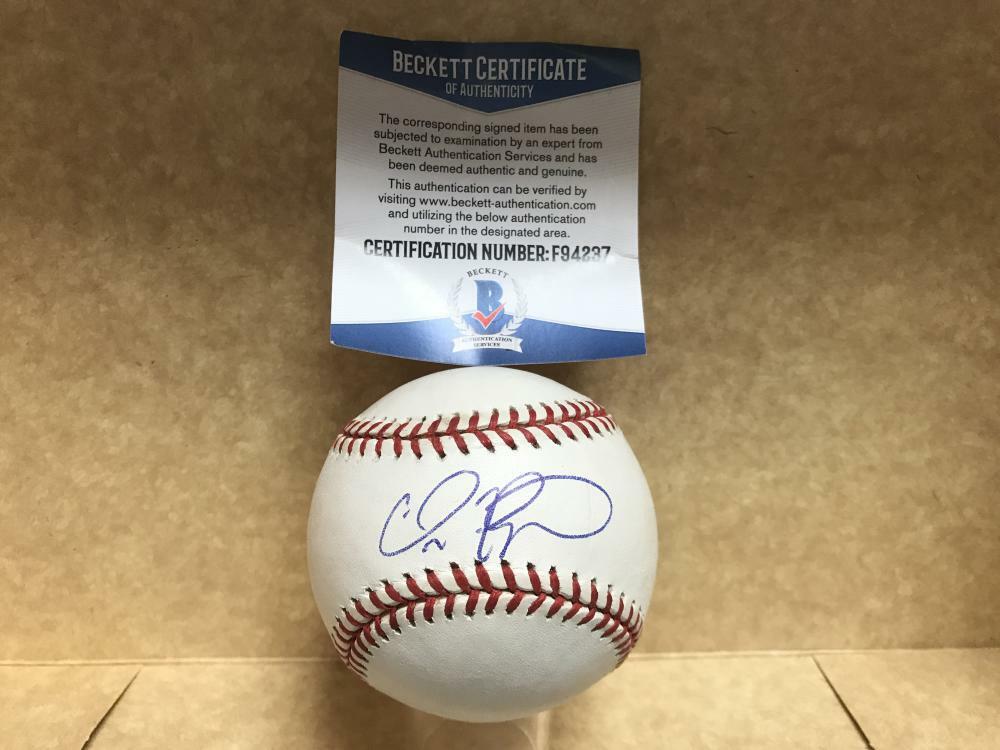 BECKETT CERTIFICATE
OF AUTHENTICITY
The corresponding signed item has been
subjected to examination by an expert from
Beckett Authentication Services and has
been deemed authentic and genuine.
This authentication can be verified by
visiting www.beckett-authentication.com
and utilizing the below authentication
number in the designated area.
CERTIFICATION NUMBER: F94237
BECKETT
B
AUTHENTICATION
SERVICES